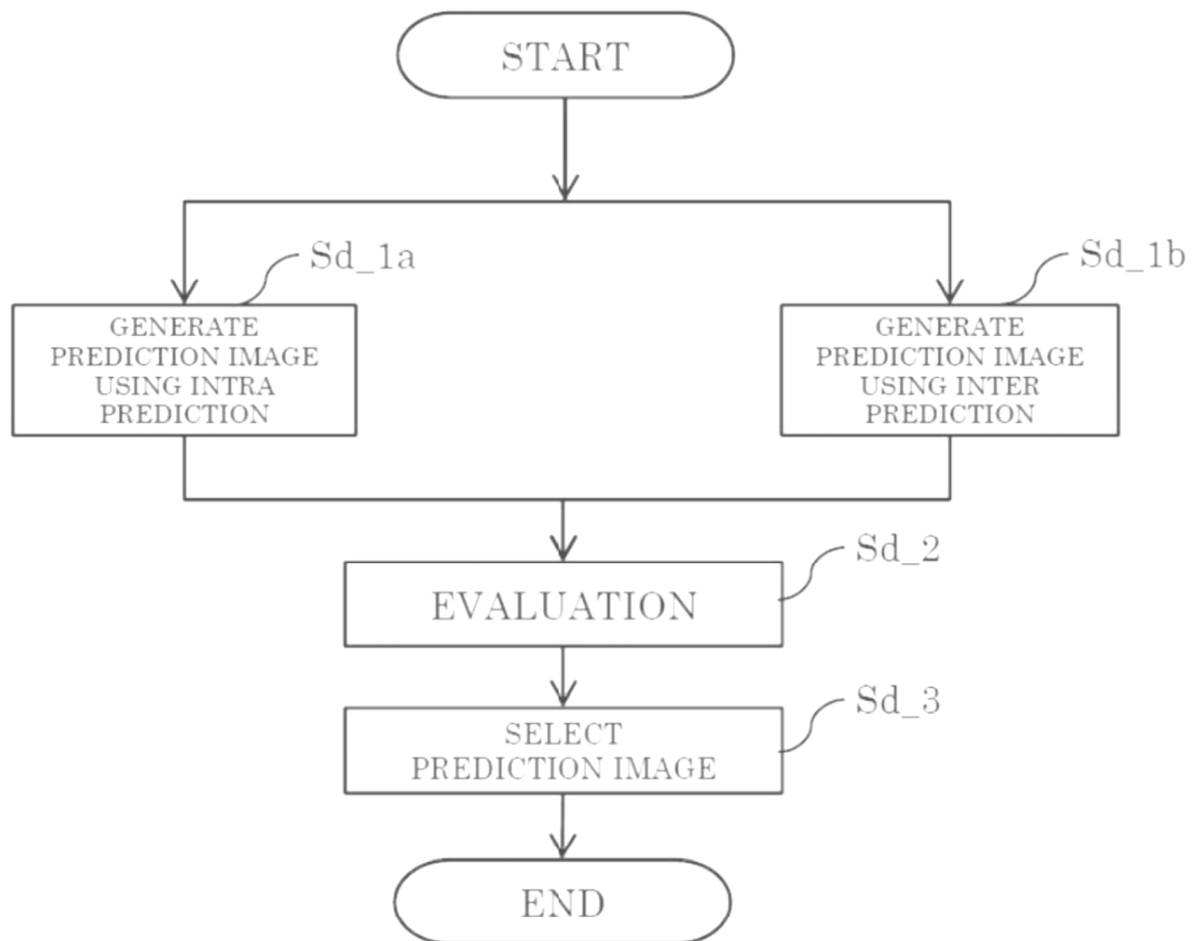 START
Sd_1a
Sd_1b
GENERATE
PREDICTION IMAGE
USING INTRA
PREDICTION
GENERATE
PREDICTION IMAGE
USING INTER
PREDICTION
Sd_2
EVALUATION
Sd_3
SELECT
PREDICTION IMAGE
END